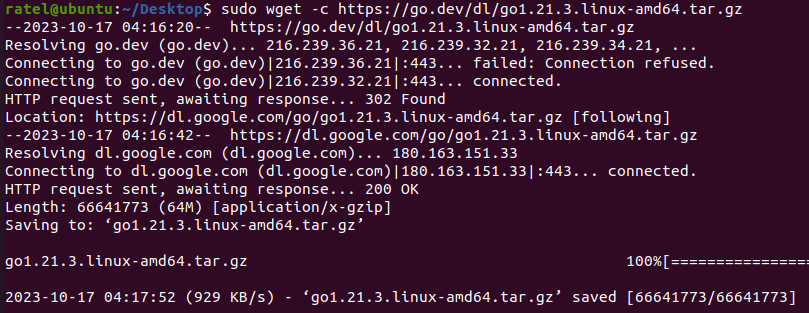 ratel@ubuntu:~/Desktop$ sudo wget -c https://go.dev/dl/go1.21.3.linux-amd64.tar.gz
--2023-10-17 04:16:20--  https://go.dev/dl/go1.21.3.linux-amd64.tar.gz
Resolving go.dev (go.dev)... 216.239.36.21, 216.239.32.21, 216.239.34.21, ...
Connecting to go.dev (go.dev)|216.239.36.21|:443... failed: Connection refused.
Connecting to go.dev (go.dev)|216.239.32.21|:443... connected.
HTTP request sent, awaiting response... 302 Found
Location: https://dl.google.com/go/go1.21.3.linux-amd64.tar.gz [following]
--2023-10-17 04:16:42--  https://dl.google.com/go/go1.21.3.linux-amd64.tar.gz
Resolving dl.google.com (dl.google.com)... 180.163.151.33
Connecting to dl.google.com (dl.google.com)|180.163.151.33|:443... connected.
HTTP request sent, awaiting response... 200 OK
Length: 66641773 (64M) [application/x-gzip]
Saving to: ‘go1.21.3.linux-amd64.tar.gz’
go1.21.3.linux-amd64.tar.gz 100%[================
2023-10-17 04:17:52 (929 KB/s) - ‘go1.21.3.linux-amd64.tar.gz’ saved [66641773/66641773]